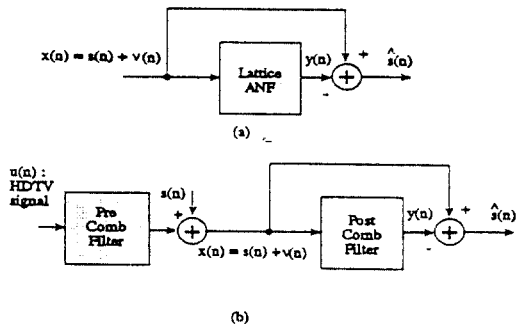 x(n) = s(n) + v(n)
Lattice
ANF
y(n)
+
-
+
^
s(n)
(a)
u(n) :
HDTV
signal
Pre
Comb
Filter
s(n)
+
+
x(n) = s(n) + v(n)
Post
Comb
Filter
y(n)
+
-
+
^
s(n)
(b)